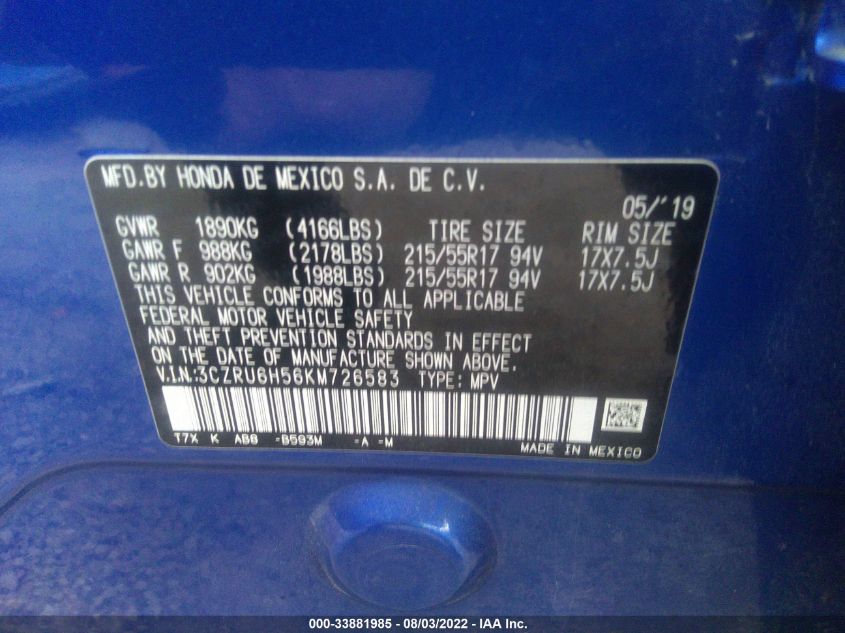 MFD.BY HONDA DE MEXICO S.A. DE C.V.
05/'19
GVWR 1890KG (4166LBS) TIRE SIZE RIM SIZE
GAWR F 988KG (2178LBS) 215/55R17 94V 17X7.5J
GAWR R 902KG (1988LBS) 215/55R17 94V 17X7.5J
THIS VEHICLE CONFORMS TO ALL APPLICABLE
FEDERAL MOTOR VEHICLE SAFETY
AND THEFT PREVENTION STANDARDS IN EFFECT
ON THE DATE OF MANUFACTURE SHOWN ABOVE.
V.I.N.:3CZRU6H56KM726583 TYPE: MPV
T7X K AB8 -B593M -A -M
MADE IN MEXICO
000-33881985 - 08/03/2022 - IAA Inc.